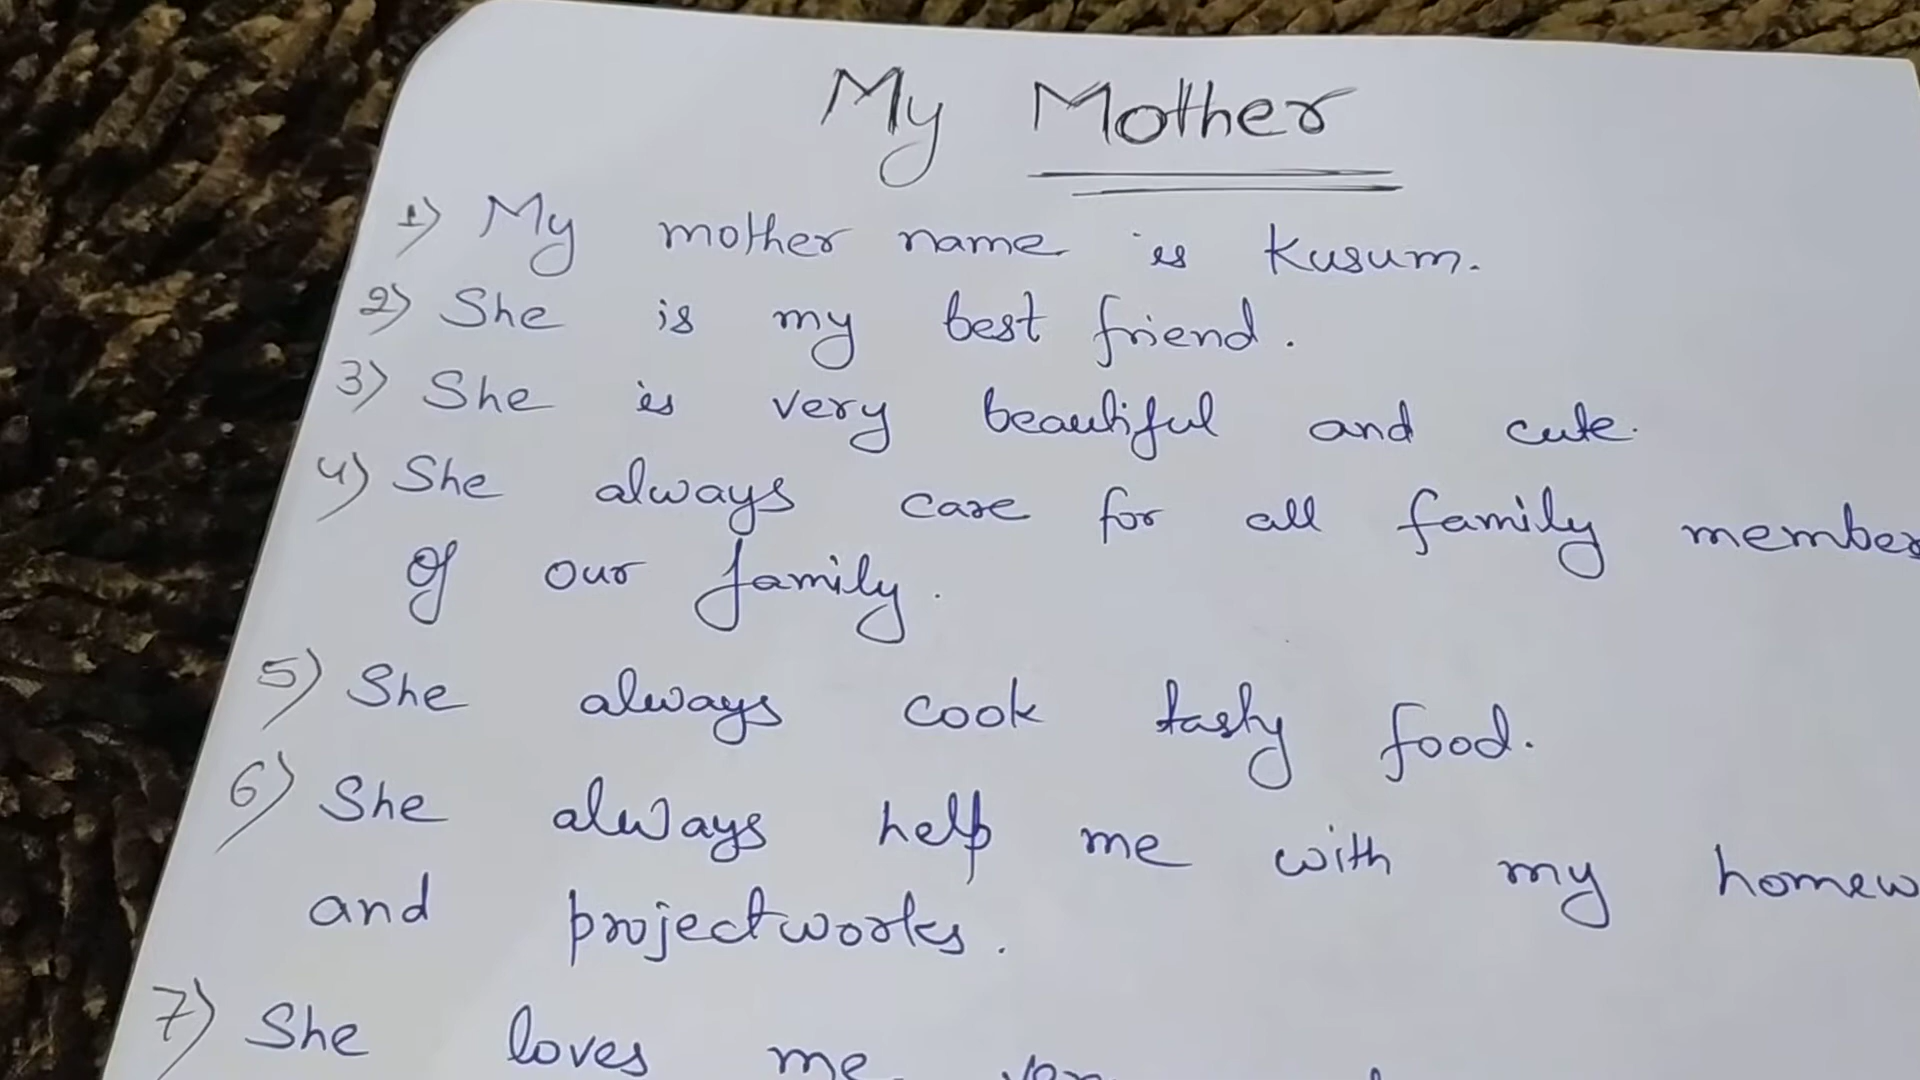 My Mother
1) My mother name is Kusum.
2) She is my best friend.
3) She is very beautiful and cute.
4) She always care for all family member
of our family.
5) She always cook tasty food.
6) She always help me with my homew
and projectworks.
7) She loves me